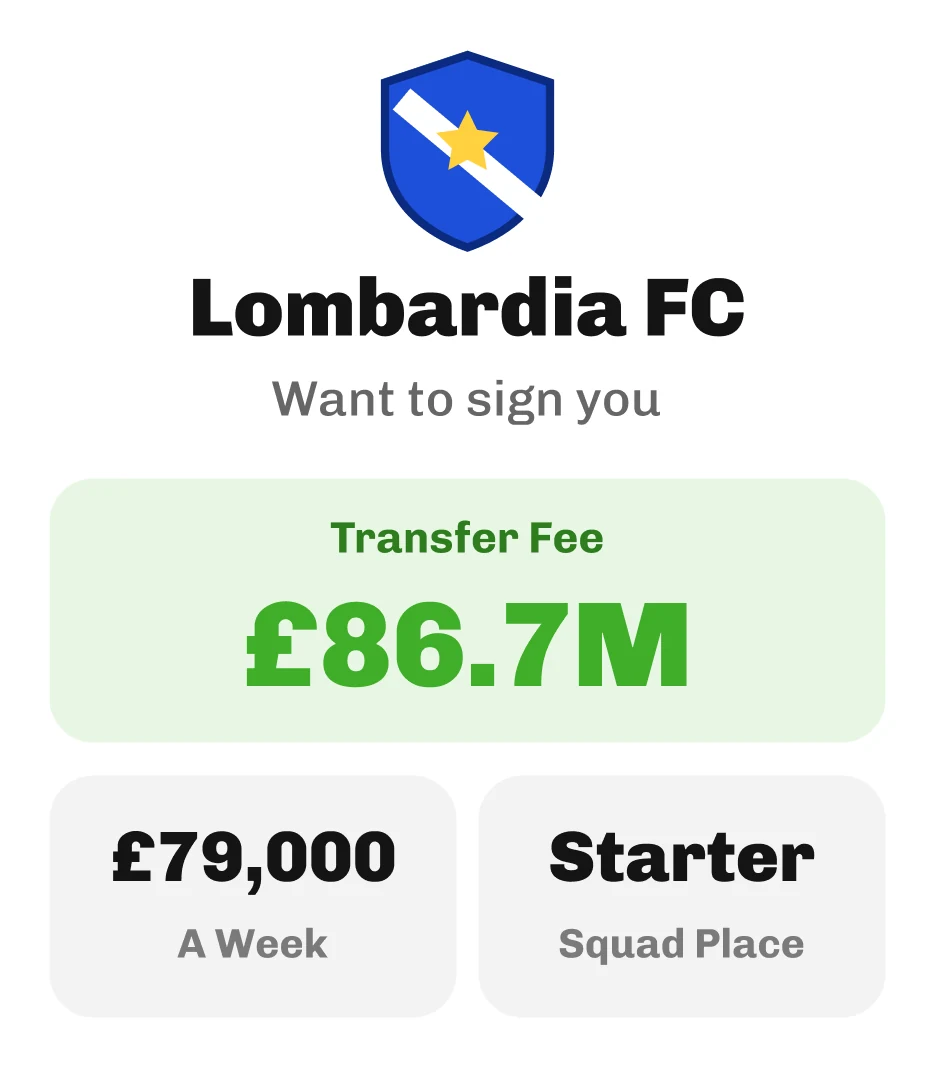 Lombardia FC
Want to sign you
Transfer Fee
£86.7M
£79,000
A Week
Starter
Squad Place